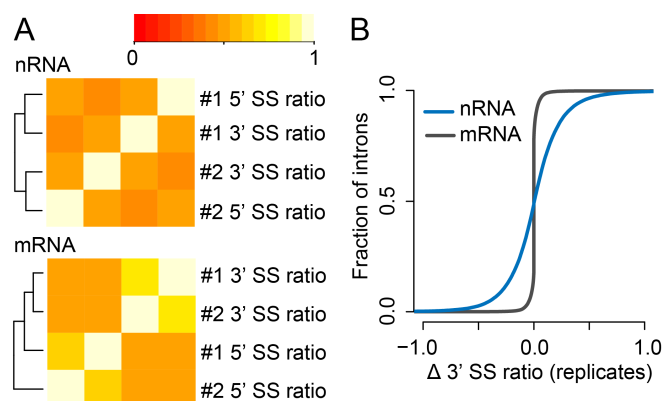 A
0
1
nRNA
#1 5’ SS ratio
#1 3’ SS ratio
#2 3’ SS ratio
#2 5’ SS ratio
mRNA
#1 3’ SS ratio
#2 3’ SS ratio
#1 5’ SS ratio
#2 5’ SS ratio
B
nRNA
mRNA
Fraction of introns
1.0
0.5
0.0
−1.0
0.0
1.0
Δ 3’ SS ratio (replicates)